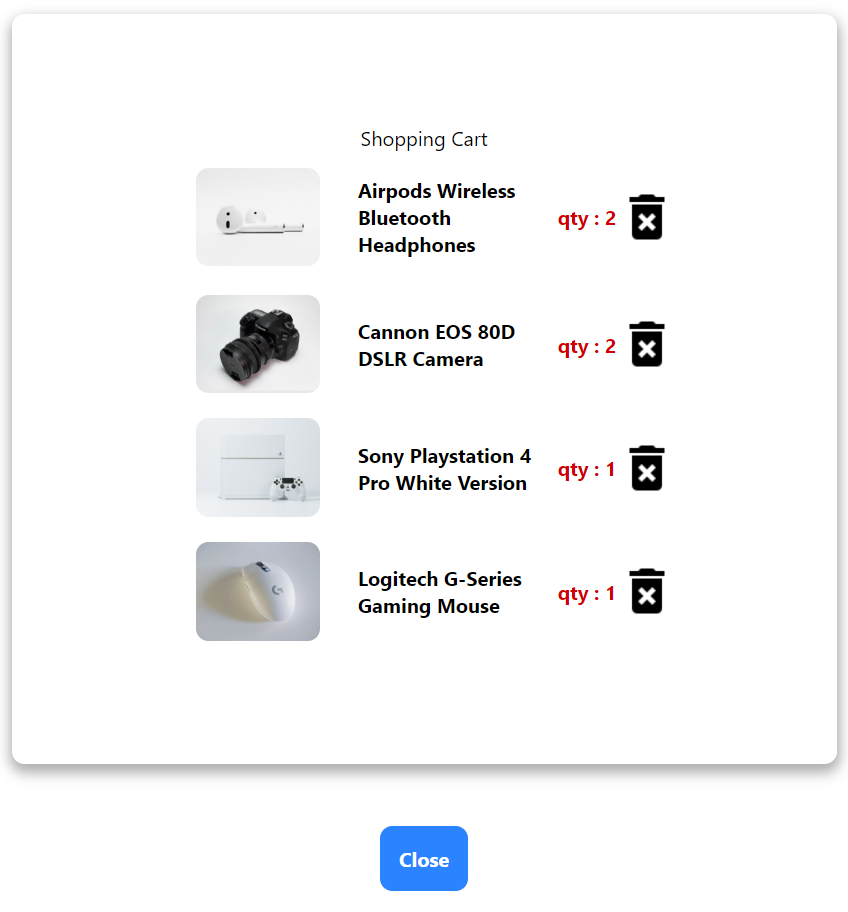 Shopping Cart
Airpods Wireless
Bluetooth
Headphones
qty : 2
Cannon EOS 80D
DSLR Camera
qty : 2
Sony Playstation 4
Pro White Version
qty : 1
Logitech G-Series
Gaming Mouse
qty : 1
Close